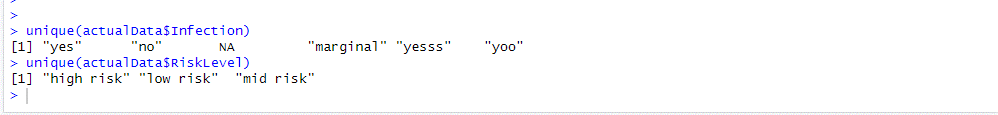 >
>
> unique(actualData$Infection)
[1] "yes" "no" NA "marginal" "yesss" "yoo"
> unique(actualData$RiskLevel)
[1] "high risk" "low risk" "mid risk"
>